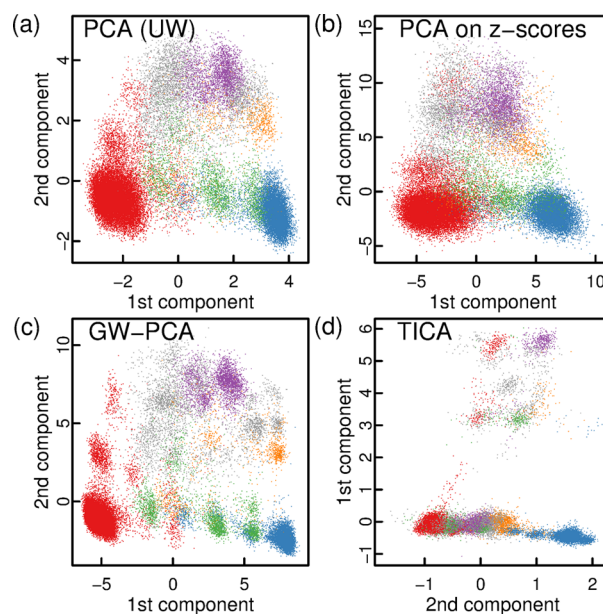 (a) PCA (UW)
2nd component
4
2
0
−2
−2 0 2 4
1st component
(b) PCA on z−scores
2nd component
15
10
5
0
−5
−5 0 5 10
1st component
(c) GW−PCA
2nd component
10
5
0
−5 0 5
1st component
(d) TICA
1st component
6
5
4
3
2
1
0
−1
−1 0 1 2
2nd component